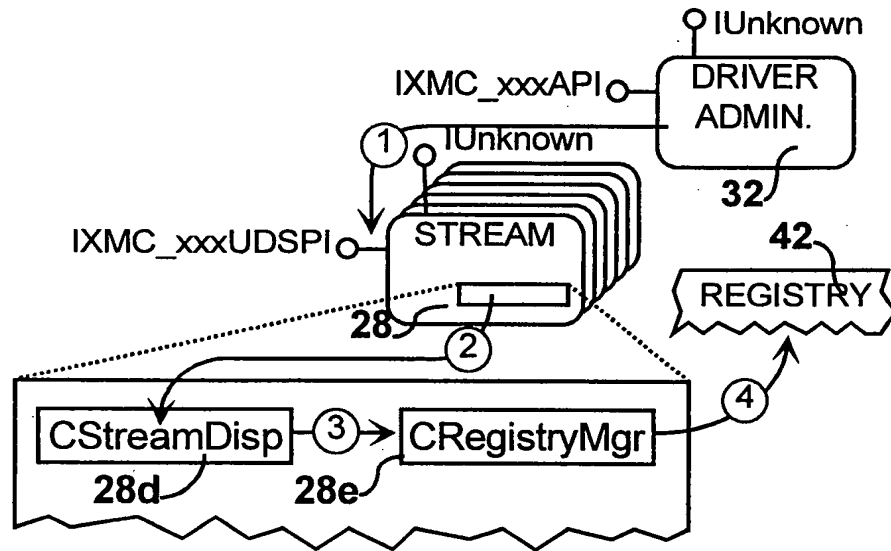 IUnknown
IXMC_xxxAPI
DRIVER
ADMIN.
1
IUnknown
32
IXMC_xxxUDSPI
STREAM
42
REGISTRY
28
2
4
CStreamDisp
3
CRegistryMgr
28d
28e